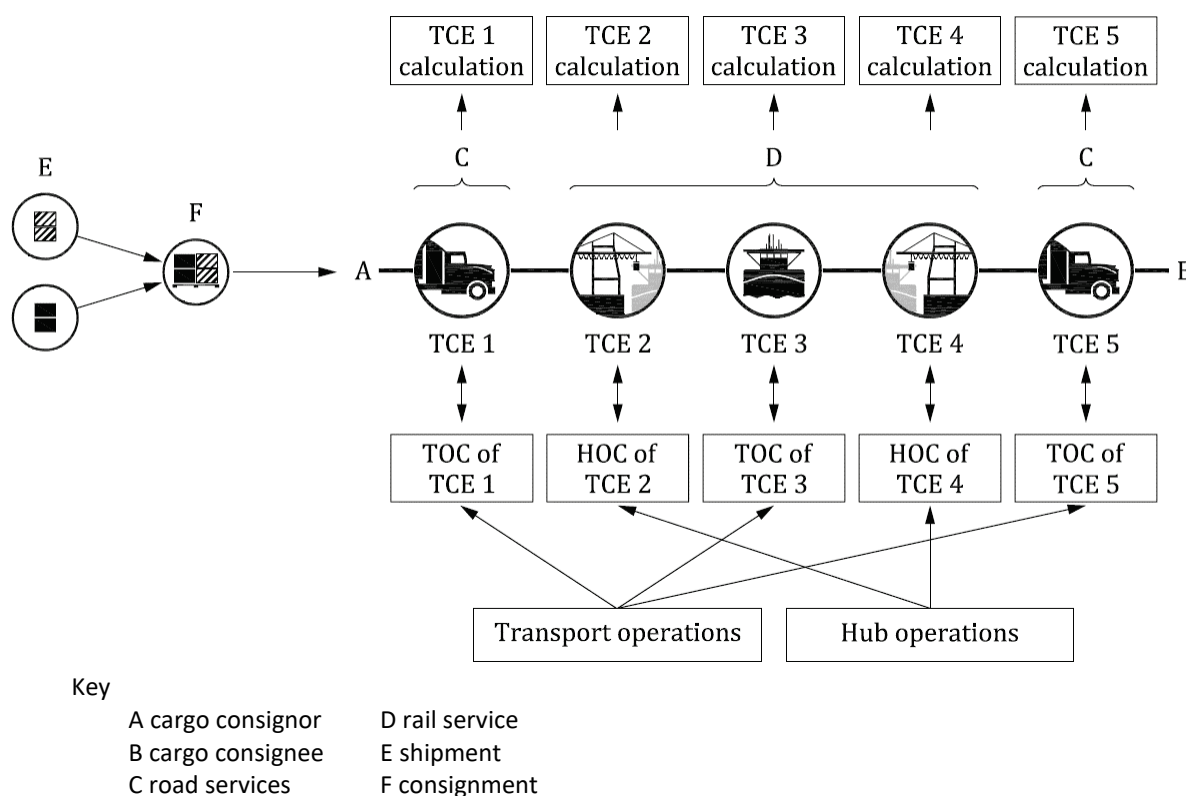 TCE 1
calculation
TCE 2
calculation
TCE 3
calculation
TCE 4
calculation
TCE 5
calculation
C
D
C
E
F
A
TCE 1
TCE 2
TCE 3
TCE 4
TCE 5
TOC of
TCE 1
HOC of
TCE 2
TOC of
TCE 3
HOC of
TCE 4
TOC of
TCE 5
Transport operations
Hub operations
Key
A cargo consignor
B cargo consignee
C road services
D rail service
E shipment
F consignment